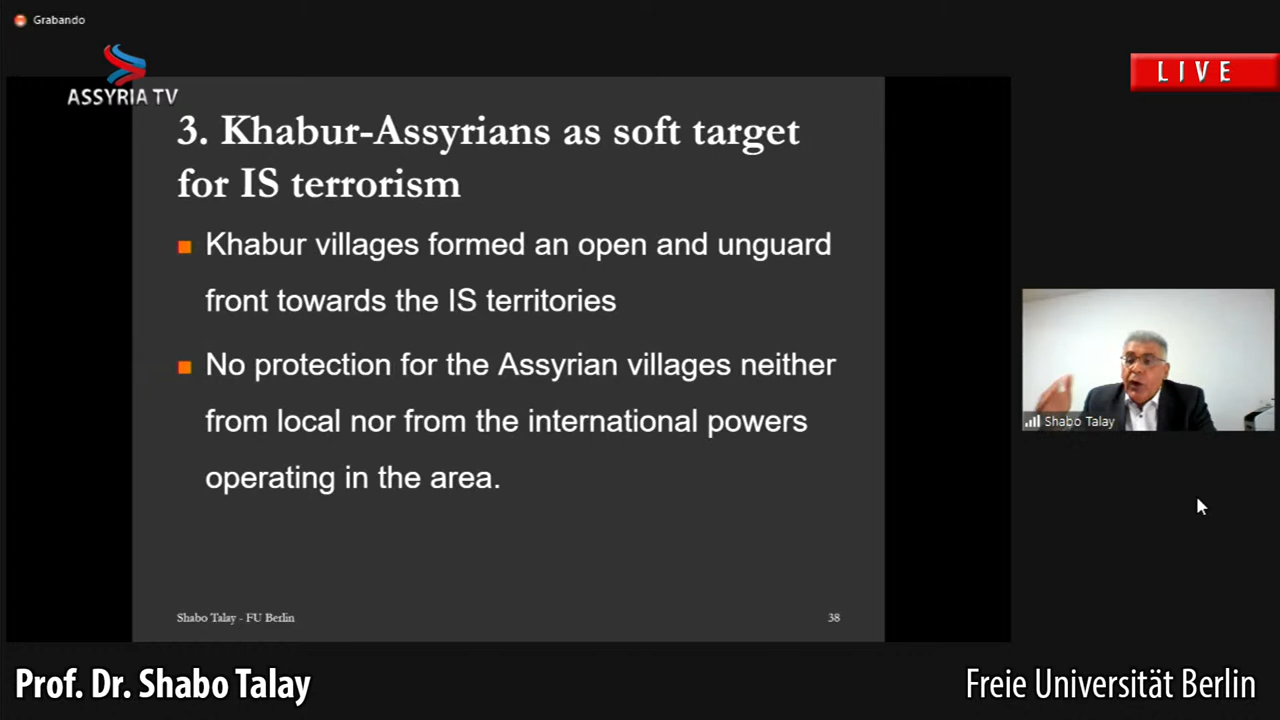 Grabando
ASSYRIA TV
LIVE
3. Khabur-Assyrians as soft target
for IS terrorism
Khabur villages formed an open and unguard
front towards the IS territories
No protection for the Assyrian villages neither
from local nor from the international powers
operating in the area.
Shabo Talay - FU Berlin
38
Shabo Talay
Prof. Dr. Shabo Talay
Freie Universität Berlin